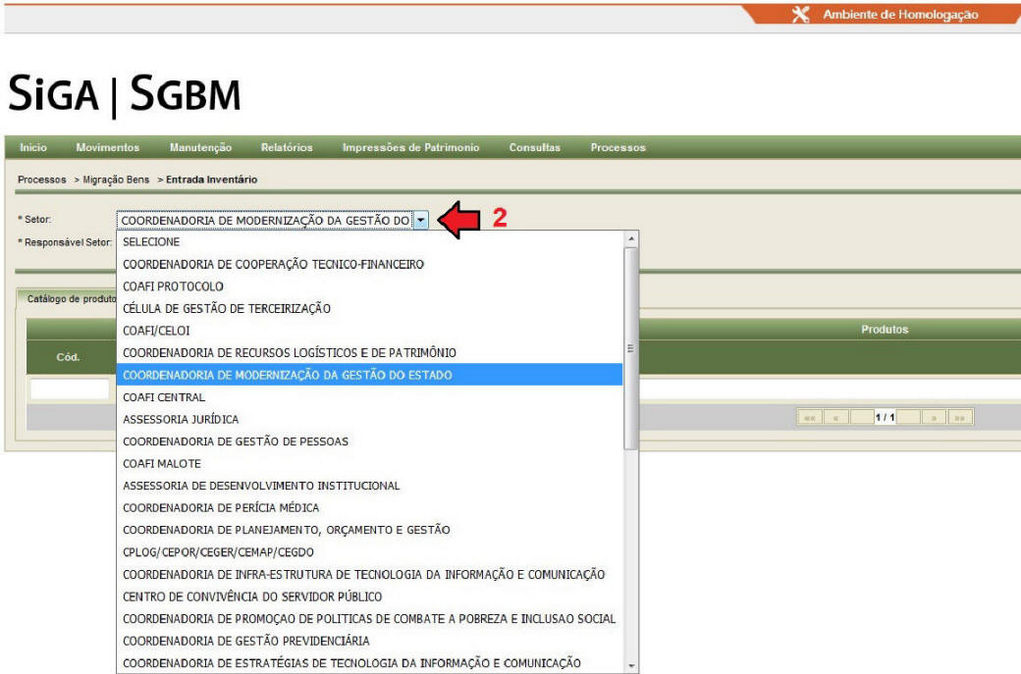 Ambiente de Homologação
SiGA | SGBM
Início Movimentos Manutenção Relatórios Impressões de Patrimonio Consultas Processos
Processos > Migração Bens > Entrada Inventário
* Setor: COORDENADORIA DE MODERNIZAÇÃO DA GESTÃO DO 2
* Responsável Setor: SELECIONE
COORDENADORIA DE COOPERAÇÃO TECNICO-FINANCEIRO
COAFI PROTOCOLO
Catálogo de produto CÉLULA DE GESTÃO DE TERCEIRIZAÇÃO
COAFI/CELOI Produtos
Cód. COORDENADORIA DE RECURSOS LOGÍSTICOS E DE PATRIMÔNIO
COORDENADORIA DE MODERNIZAÇÃO DA GESTÃO DO ESTADO
COAFI CENTRAL
ASSESSORIA JURÍDICA 1 / 1
COORDENADORIA DE GESTÃO DE PESSOAS
COAFI MALOTE
ASSESSORIA DE DESENVOLVIMENTO INSTITUCIONAL
COORDENADORIA DE PERÍCIA MÉDICA
COORDENADORIA DE PLANEJAMENTO, ORÇAMENTO E GESTÃO
CPLOG/CEPOR/CEGER/CEMAP/CEGDO
COORDENADORIA DE INFRA-ESTRUTURA DE TECNOLOGIA DA INFORMAÇÃO E COMUNICAÇÃO
CENTRO DE CONVIVÊNCIA DO SERVIDOR PÚBLICO
COORDENADORIA DE PROMOÇAO DE POLITICAS DE COMBATE A POBREZA E INCLUSAO SOCIAL
COORDENADORIA DE GESTÃO PREVIDENCIÁRIA
COORDENADORIA DE ESTRATÉGIAS DE TECNOLOGIA DA INFORMAÇÃO E COMUNICAÇÃO